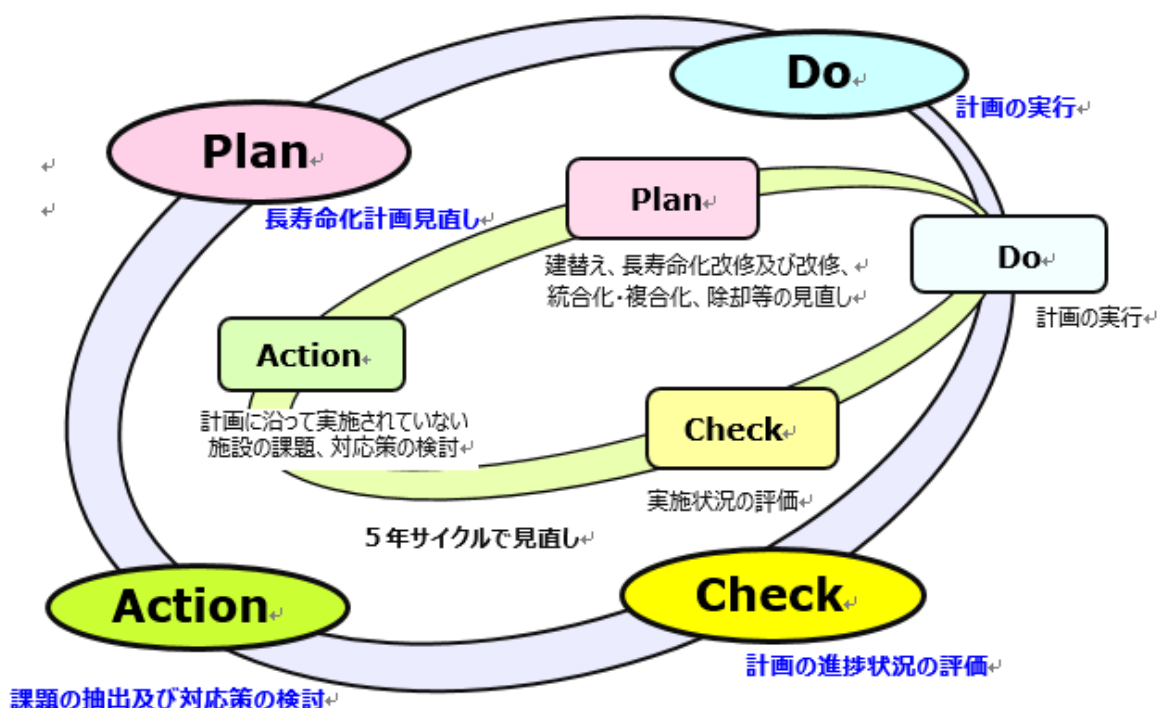 Do
計画の実行
Plan
長寿命化計画見直し
Plan
建替え、長寿命化改修及び改修、
統合化・複合化、除却等の見直し
Do
計画の実行
Action
計画に沿って実施されていない
施設の課題、対応策の検討
Check
実施状況の評価
5年サイクルで見直し
Action
課題の抽出及び対応策の検討
Check
計画の進捗状況の評価